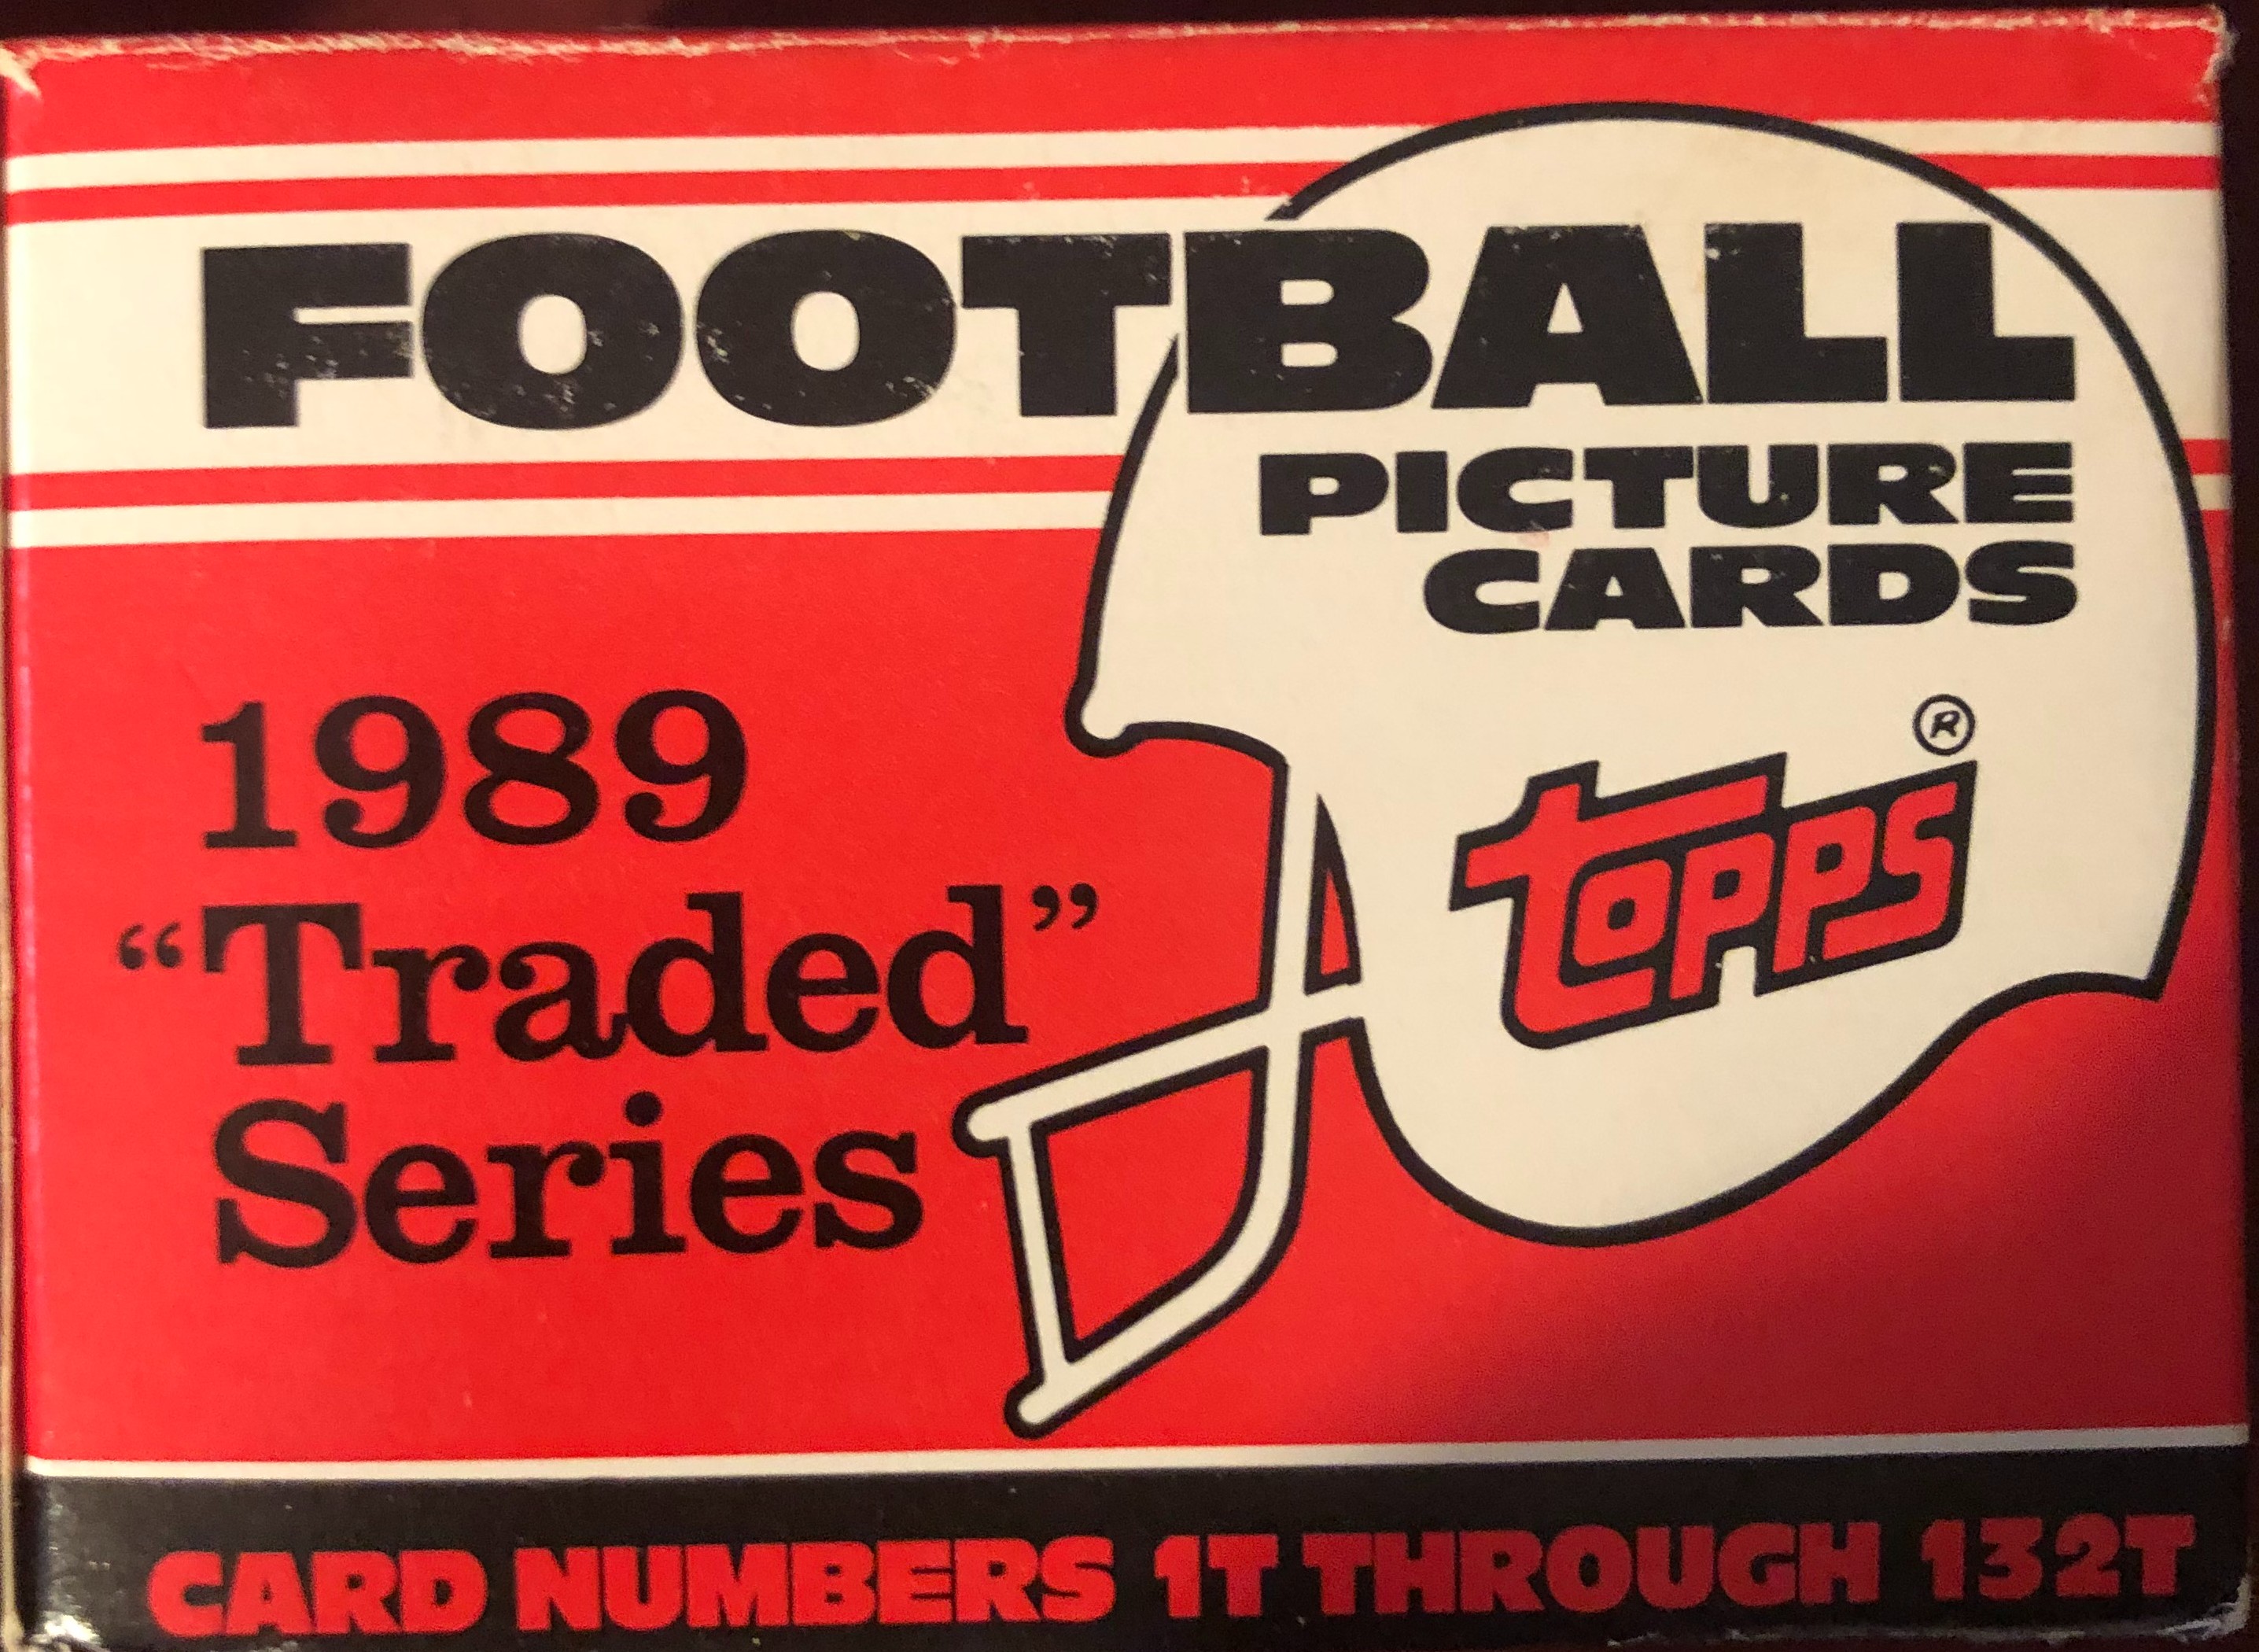 FOOTBALL
PICTURE
CARDS
®
TOPPS
1989
“Traded”
Series
CARD NUMBERS 1T THROUGH 132T